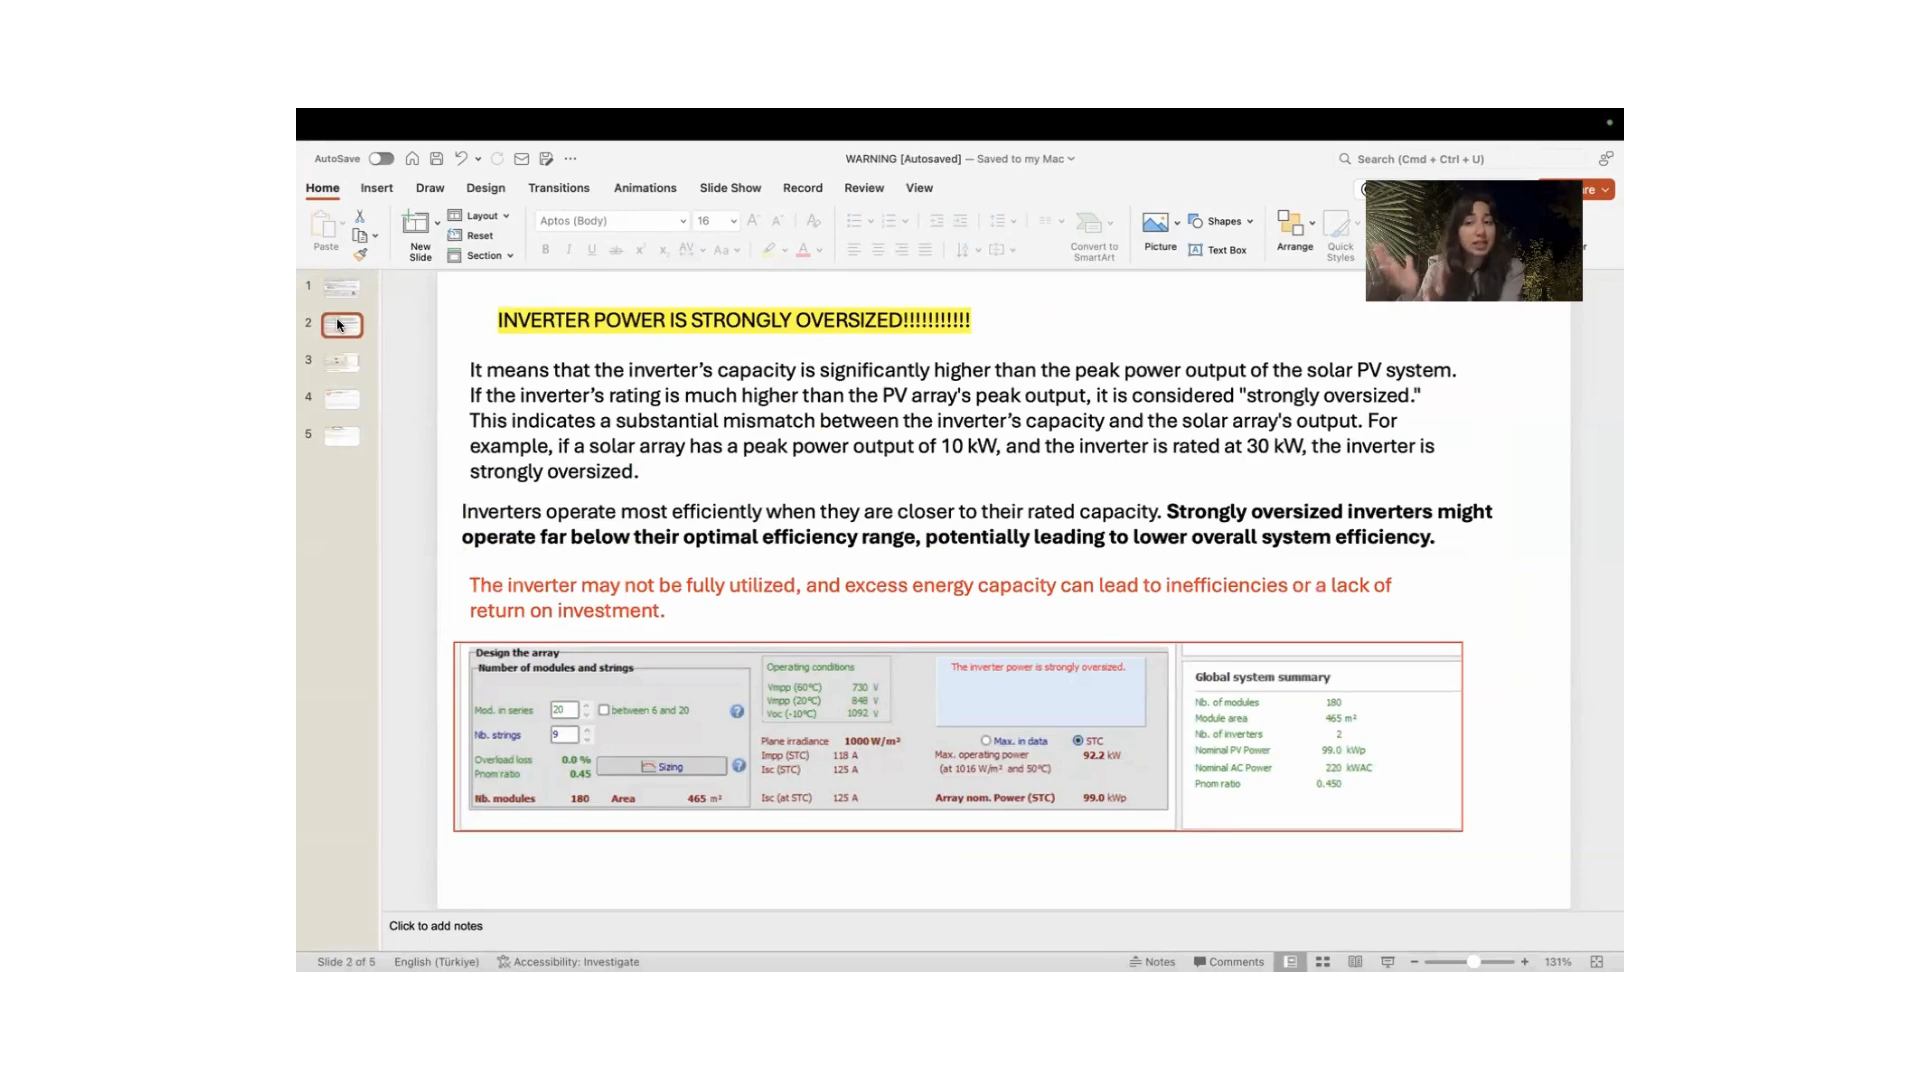 AutoSave
WARNING [Autosaved] — Saved to my Mac
Search (Cmd + Ctrl + U)
Home Insert Draw Design Transitions Animations Slide Show Record Review View
Paste
New Slide
Layout
Reset
Section
Aptos (Body) 16
Convert to SmartArt
Picture
Shapes
Text Box
Arrange
Quick Styles
1
2
3
4
5
INVERTER POWER IS STRONGLY OVERSIZED!!!!!!!!!!!
It means that the inverter’s capacity is significantly higher than the peak power output of the solar PV system.
If the inverter’s rating is much higher than the PV array's peak output, it is considered "strongly oversized."
This indicates a substantial mismatch between the inverter’s capacity and the solar array's output. For
example, if a solar array has a peak power output of 10 kW, and the inverter is rated at 30 kW, the inverter is
strongly oversized.
Inverters operate most efficiently when they are closer to their rated capacity. Strongly oversized inverters might
operate far below their optimal efficiency range, potentially leading to lower overall system efficiency.
The inverter may not be fully utilized, and excess energy capacity can lead to inefficiencies or a lack of
return on investment.
Design the array
Number of modules and strings
Mod. in series 20 between 6 and 20
Nb. strings 9
Overload loss 0.0 %
Pnom ratio 0.45
Sizing
Nb. modules 180 Area 465 m²
Operating conditions
Vmpp (60°C) 730 V
Vmpp (20°C) 848 V
Voc (-10°C) 1092 V
Plane irradiance 1000 W/m²
Impp (STC) 118 A
Isc (STC) 125 A
Isc (at STC) 125 A
The inverter power is strongly oversized.
Max. in data STC
Max. operating power 92.2 kW
(at 1016 W/m² and 50°C)
Array nom. Power (STC) 99.0 kWp
Global system summary
Nb. of modules 180
Module area 465 m²
Nb. of inverters 2
Nominal PV Power 99.0 kWp
Nominal AC Power 220 kWAC
Pnom ratio 0.450
Click to add notes
Slide 2 of 5 English (Türkiye) Accessibility: Investigate Notes Comments 131%